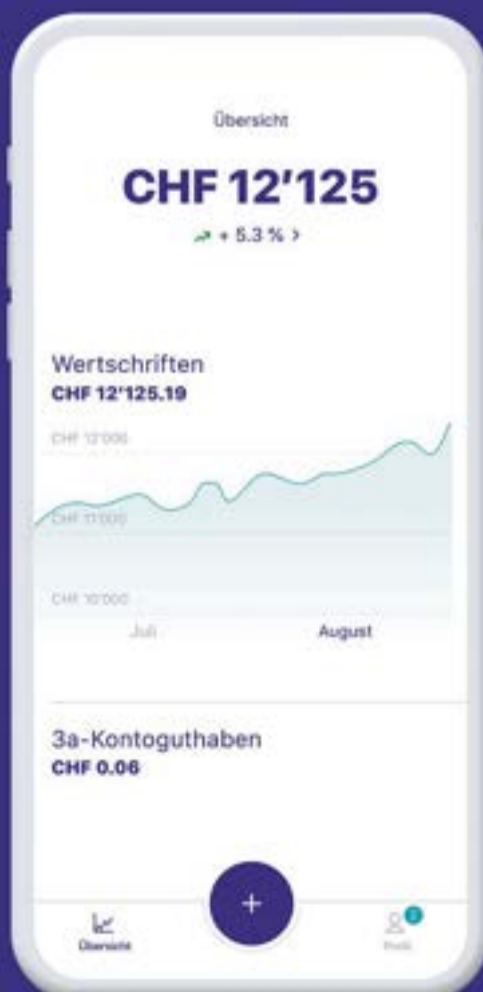 Übersicht
CHF 12’125
+ 5.3 % >
Wertschriften
CHF 12’125.19
CHF 12’000
CHF 11’000
CHF 10’000
Juli August
3a-Kontoguthaben
CHF 0.06
+
Übersicht Profil